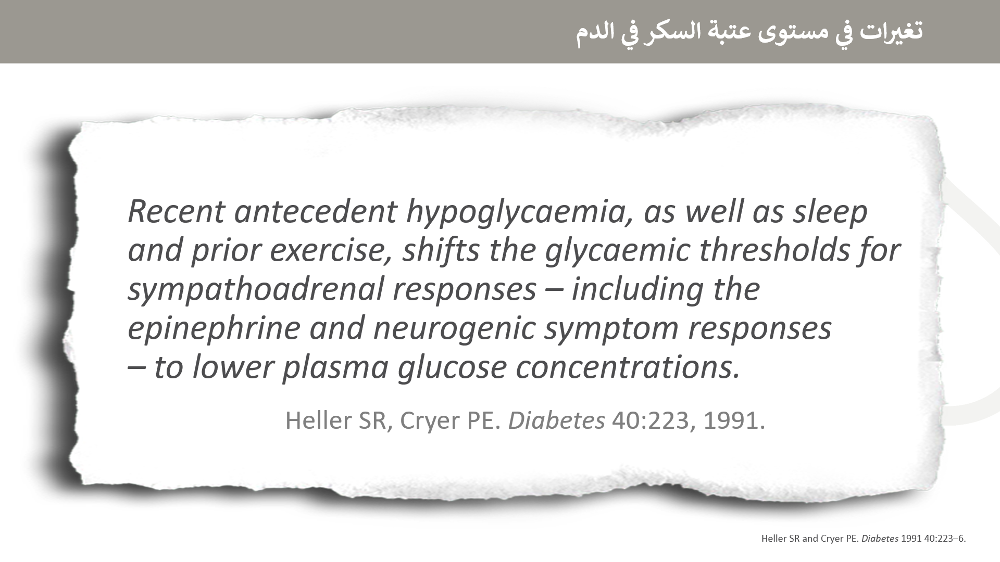 تغيرات في مستوى عتبة السكر في الدم
Recent antecedent hypoglycaemia, as well as sleep
and prior exercise, shifts the glycaemic thresholds for
sympathoadrenal responses – including the
epinephrine and neurogenic symptom responses
– to lower plasma glucose concentrations.
Heller SR, Cryer PE. Diabetes 40:223, 1991.
Heller SR and Cryer PE. Diabetes 1991 40:223–6.